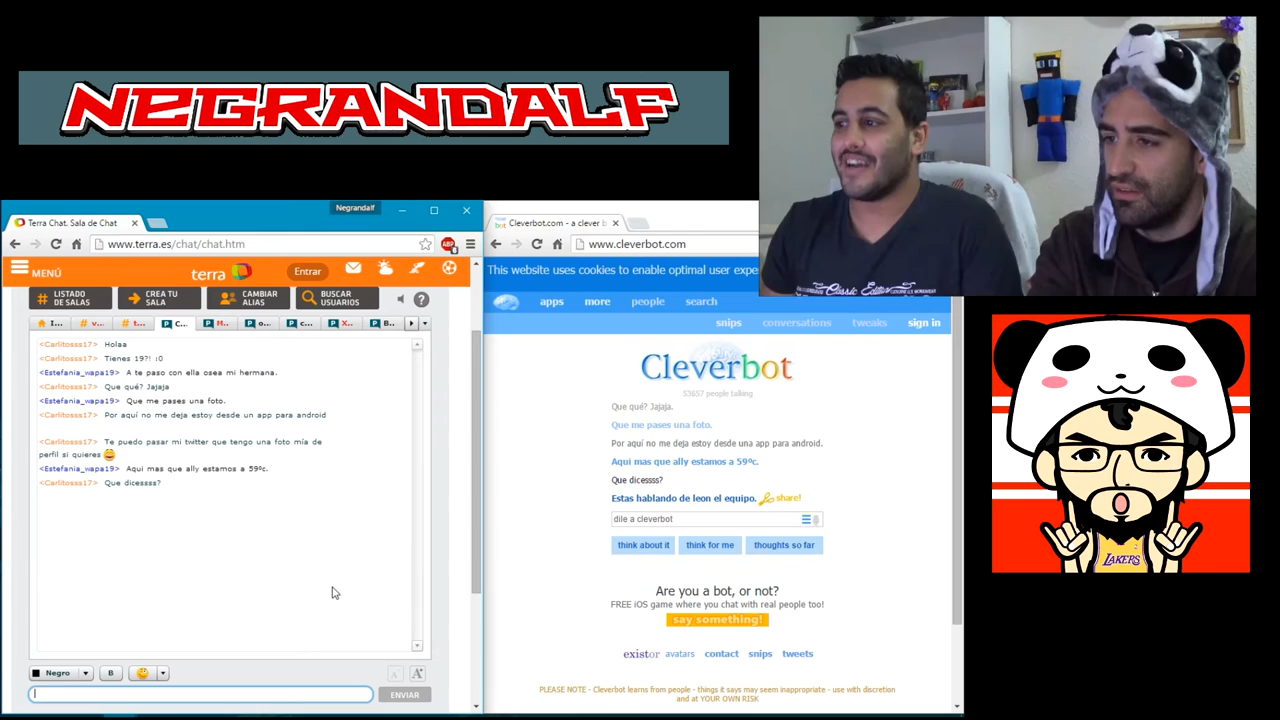 NEGRANDALF
Negrandalf
Terra Chat. Sala de Chat
www.terra.es/chat/chat.htm
ABP
MENÚ
terra
Entrar
LISTADO DE SALAS
CREA TU SALA
CAMBIAR ALIAS
BUSCAR USUARIOS
I...
v...
t...
C...
M...
o...
c...
X...
B...
<Carlitosss17> Holaa
<Carlitosss17> Tienes 19?! :O
<Estefania_wapa19> A te paso con ella osea mi hermana.
<Carlitosss17> Que qué? Jajaja
<Estefania_wapa19> Que me pases una foto.
<Carlitosss17> Por aquí no me deja estoy desde un app para android
<Carlitosss17> Te puedo pasar mi twitter que tengo una foto mía de
perfil si quieres
<Estefania_wapa19> Aqui mas que ally estamos a 59ºc.
<Carlitosss17> Que dicessss?
Negro
B
A
A
ENVIAR
Cleverbot.com - a clever b
www.cleverbot.com
This website uses cookies to enable optimal user expe
apps more people search
snips conversations tweaks sign in
Cleverbot
53657 people talking
Que qué? Jajaja.
Que me pases una foto.
Por aquí no me deja estoy desde una app para android.
Aqui mas que ally estamos a 59ºc.
Que dicessss?
Estas hablando de leon el equipo. share!
dile a cleverbot
think about it think for me thoughts so far
Are you a bot, or not?
FREE iOS game where you chat with real people too!
say something!
existor avatars contact snips tweets
PLEASE NOTE - Cleverbot learns from people - things it says may seem inappropriate - use with discretion
and at YOUR OWN RISK
Classic Edition
LAKERS